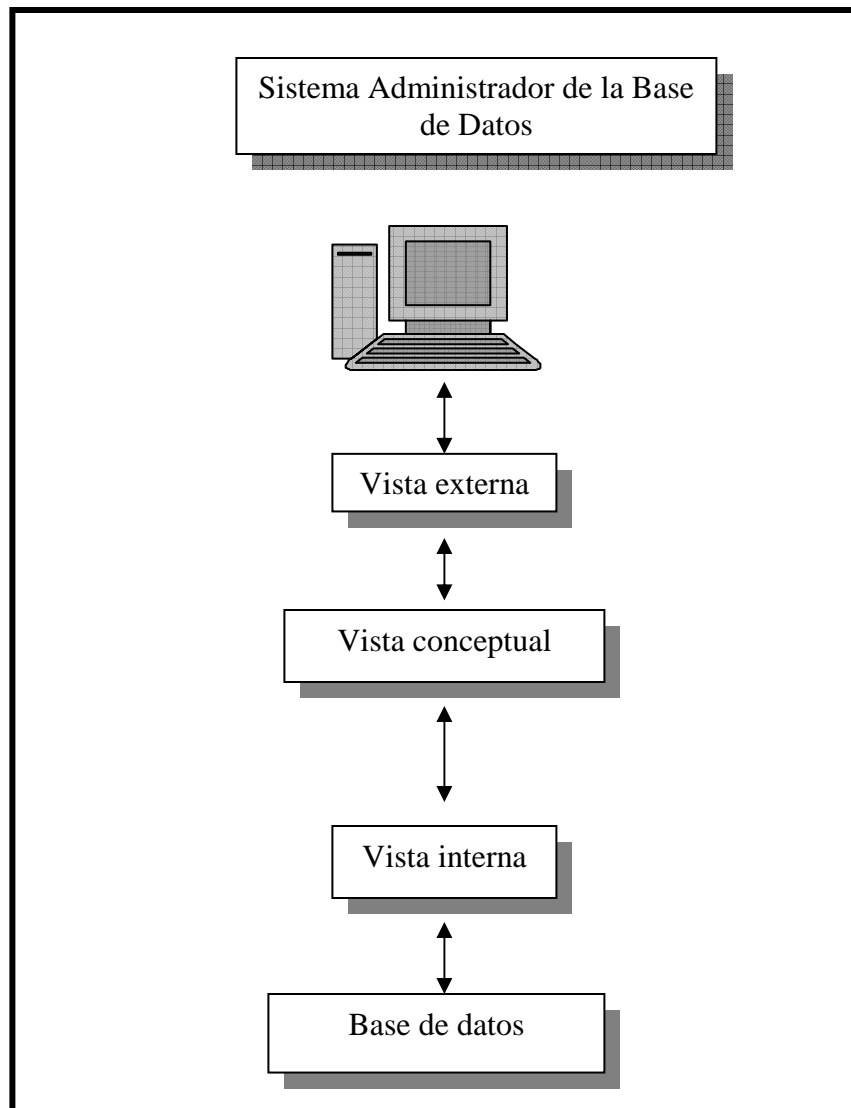 Sistema Administrador de la Base
de Datos
Vista externa
Vista conceptual
Vista interna
Base de datos